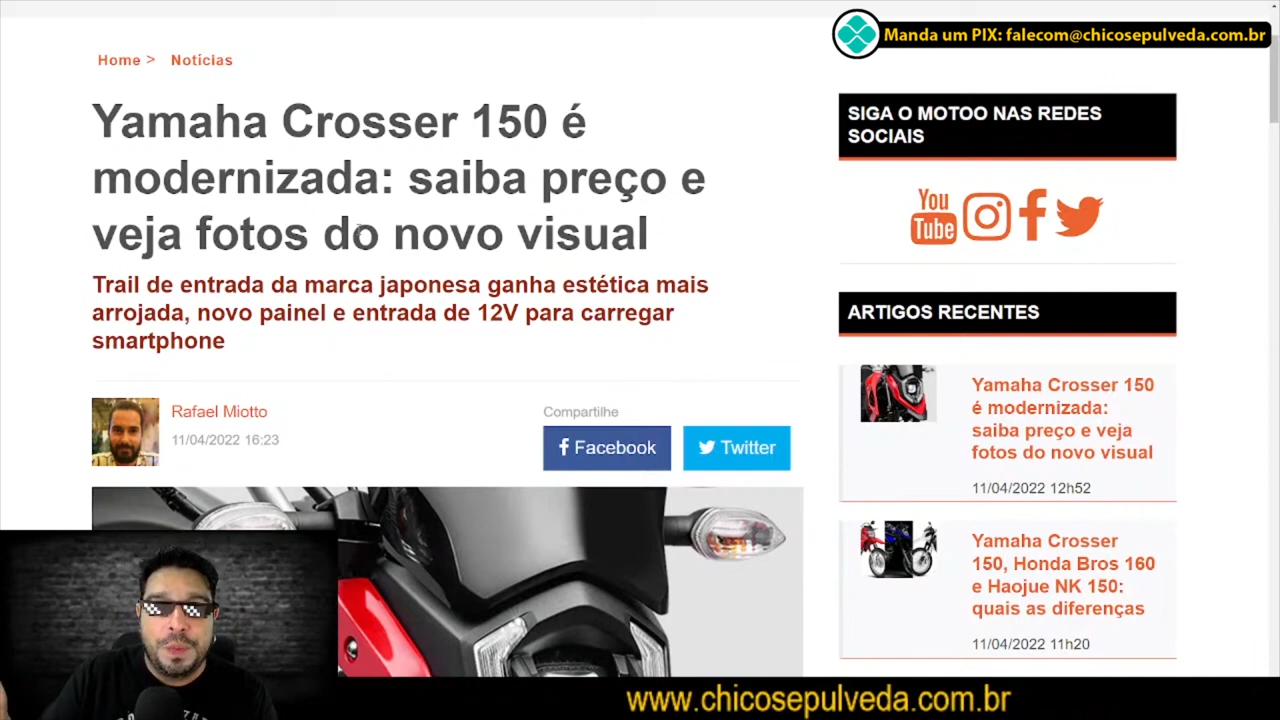 Manda um PIX: falecom@chicosepulveda.com.br
Home > Notícias
Yamaha Crosser 150 é
modernizada: saiba preço e
veja fotos do novo visual
Trail de entrada da marca japonesa ganha estética mais
arrojada, novo painel e entrada de 12V para carregar
smartphone
Rafael Miotto
11/04/2022 16:23
Compartilhe
Facebook
Twitter
SIGA O MOTOO NAS REDES
SOCIAIS
You
Tube
ARTIGOS RECENTES
Yamaha Crosser 150
é modernizada:
saiba preço e veja
fotos do novo visual
11/04/2022 12h52
Yamaha Crosser
150, Honda Bros 160
e Haojue NK 150:
quais as diferenças
11/04/2022 11h20
www.chicosepulveda.com.br